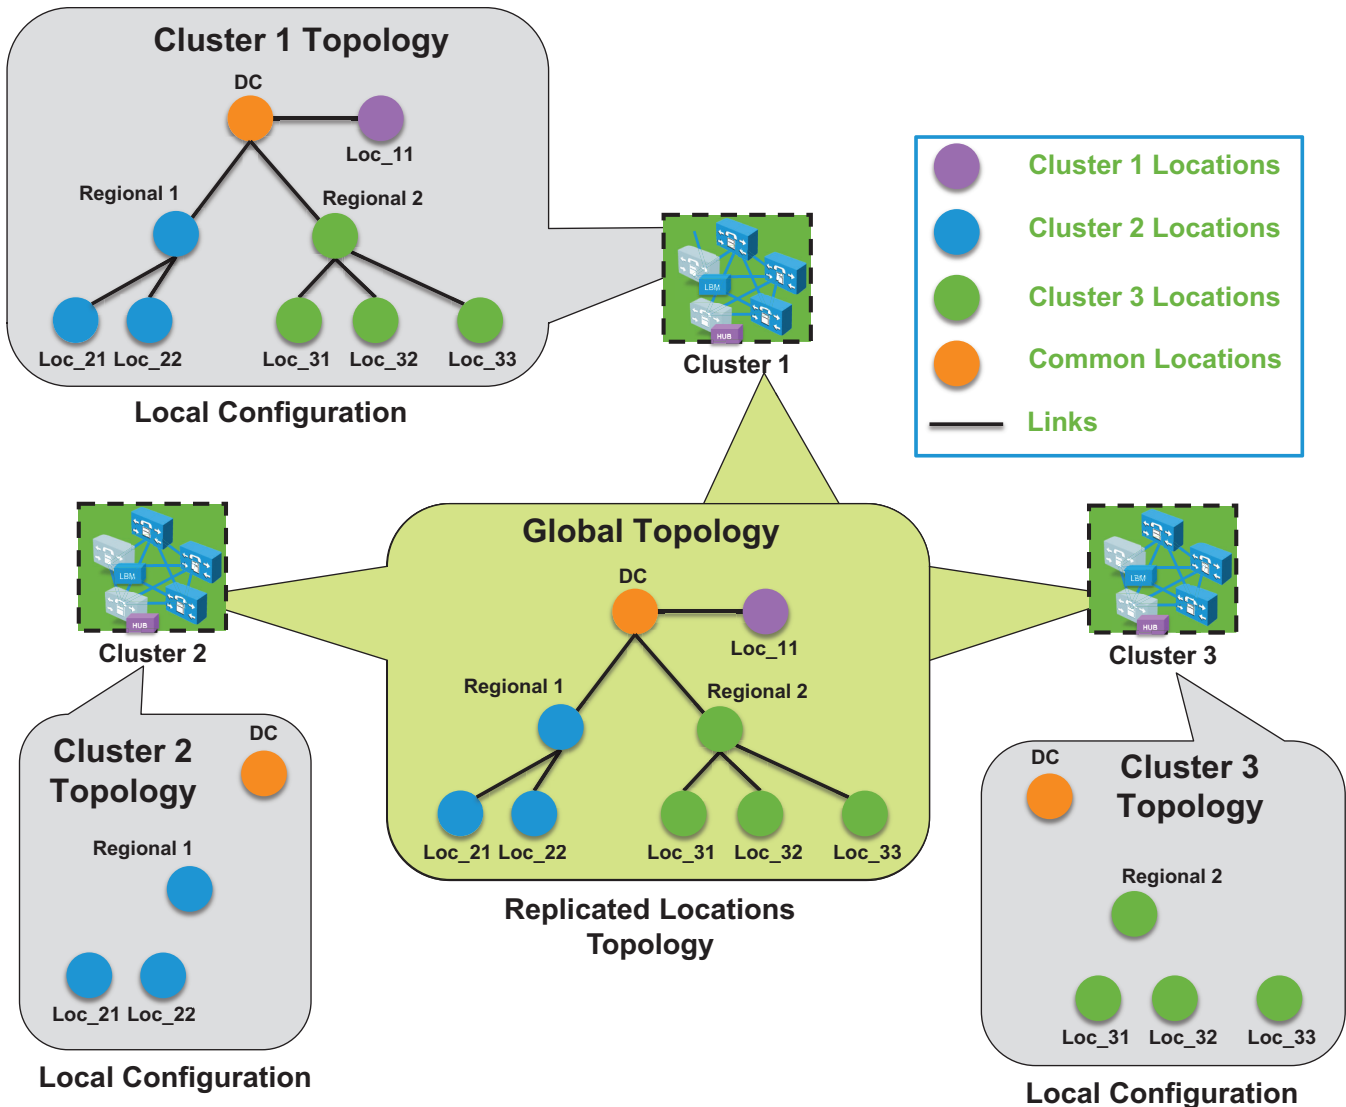 Cluster 1 Topology
DC
Loc_11
Regional 1
Regional 2
Loc_21
Loc_22
Loc_31
Loc_32
Loc_33
Local Configuration
LBM
HUB
Cluster 1
Cluster 1 Locations
Cluster 2 Locations
Cluster 3 Locations
Common Locations
Links
LBM
HUB
Cluster 2
Global Topology
DC
Loc_11
Regional 1
Regional 2
Loc_21
Loc_22
Loc_31
Loc_32
Loc_33
Replicated Locations
Topology
LBM
HUB
Cluster 3
DC
Cluster 2
Topology
Regional 1
Loc_21
Loc_22
Local Configuration
DC
Cluster 3
Topology
Regional 2
Loc_31
Loc_32
Loc_33
Local Configuration